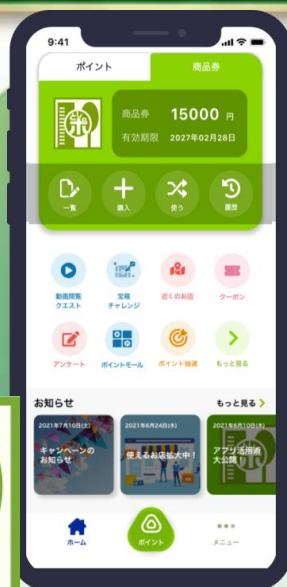 9:41
ポイント 商品券
商品券 15000 円
有効期限 2027年02月28日
一覧 購入 使う 履歴
動画閲覧 宝箱 近くのお店 クーポン
クエスト チャレンジ
アンケート ポイントモール ポイント抽選 もっと見る
お知らせ もっと見る
2021年7月10日(土) 2021年6月24日(木) 2021年6月10日(木)
キャンペーンの
お知らせ
使えるお店拡大中!
アプリ活用術
大公開!
ホーム ポイント メニュー